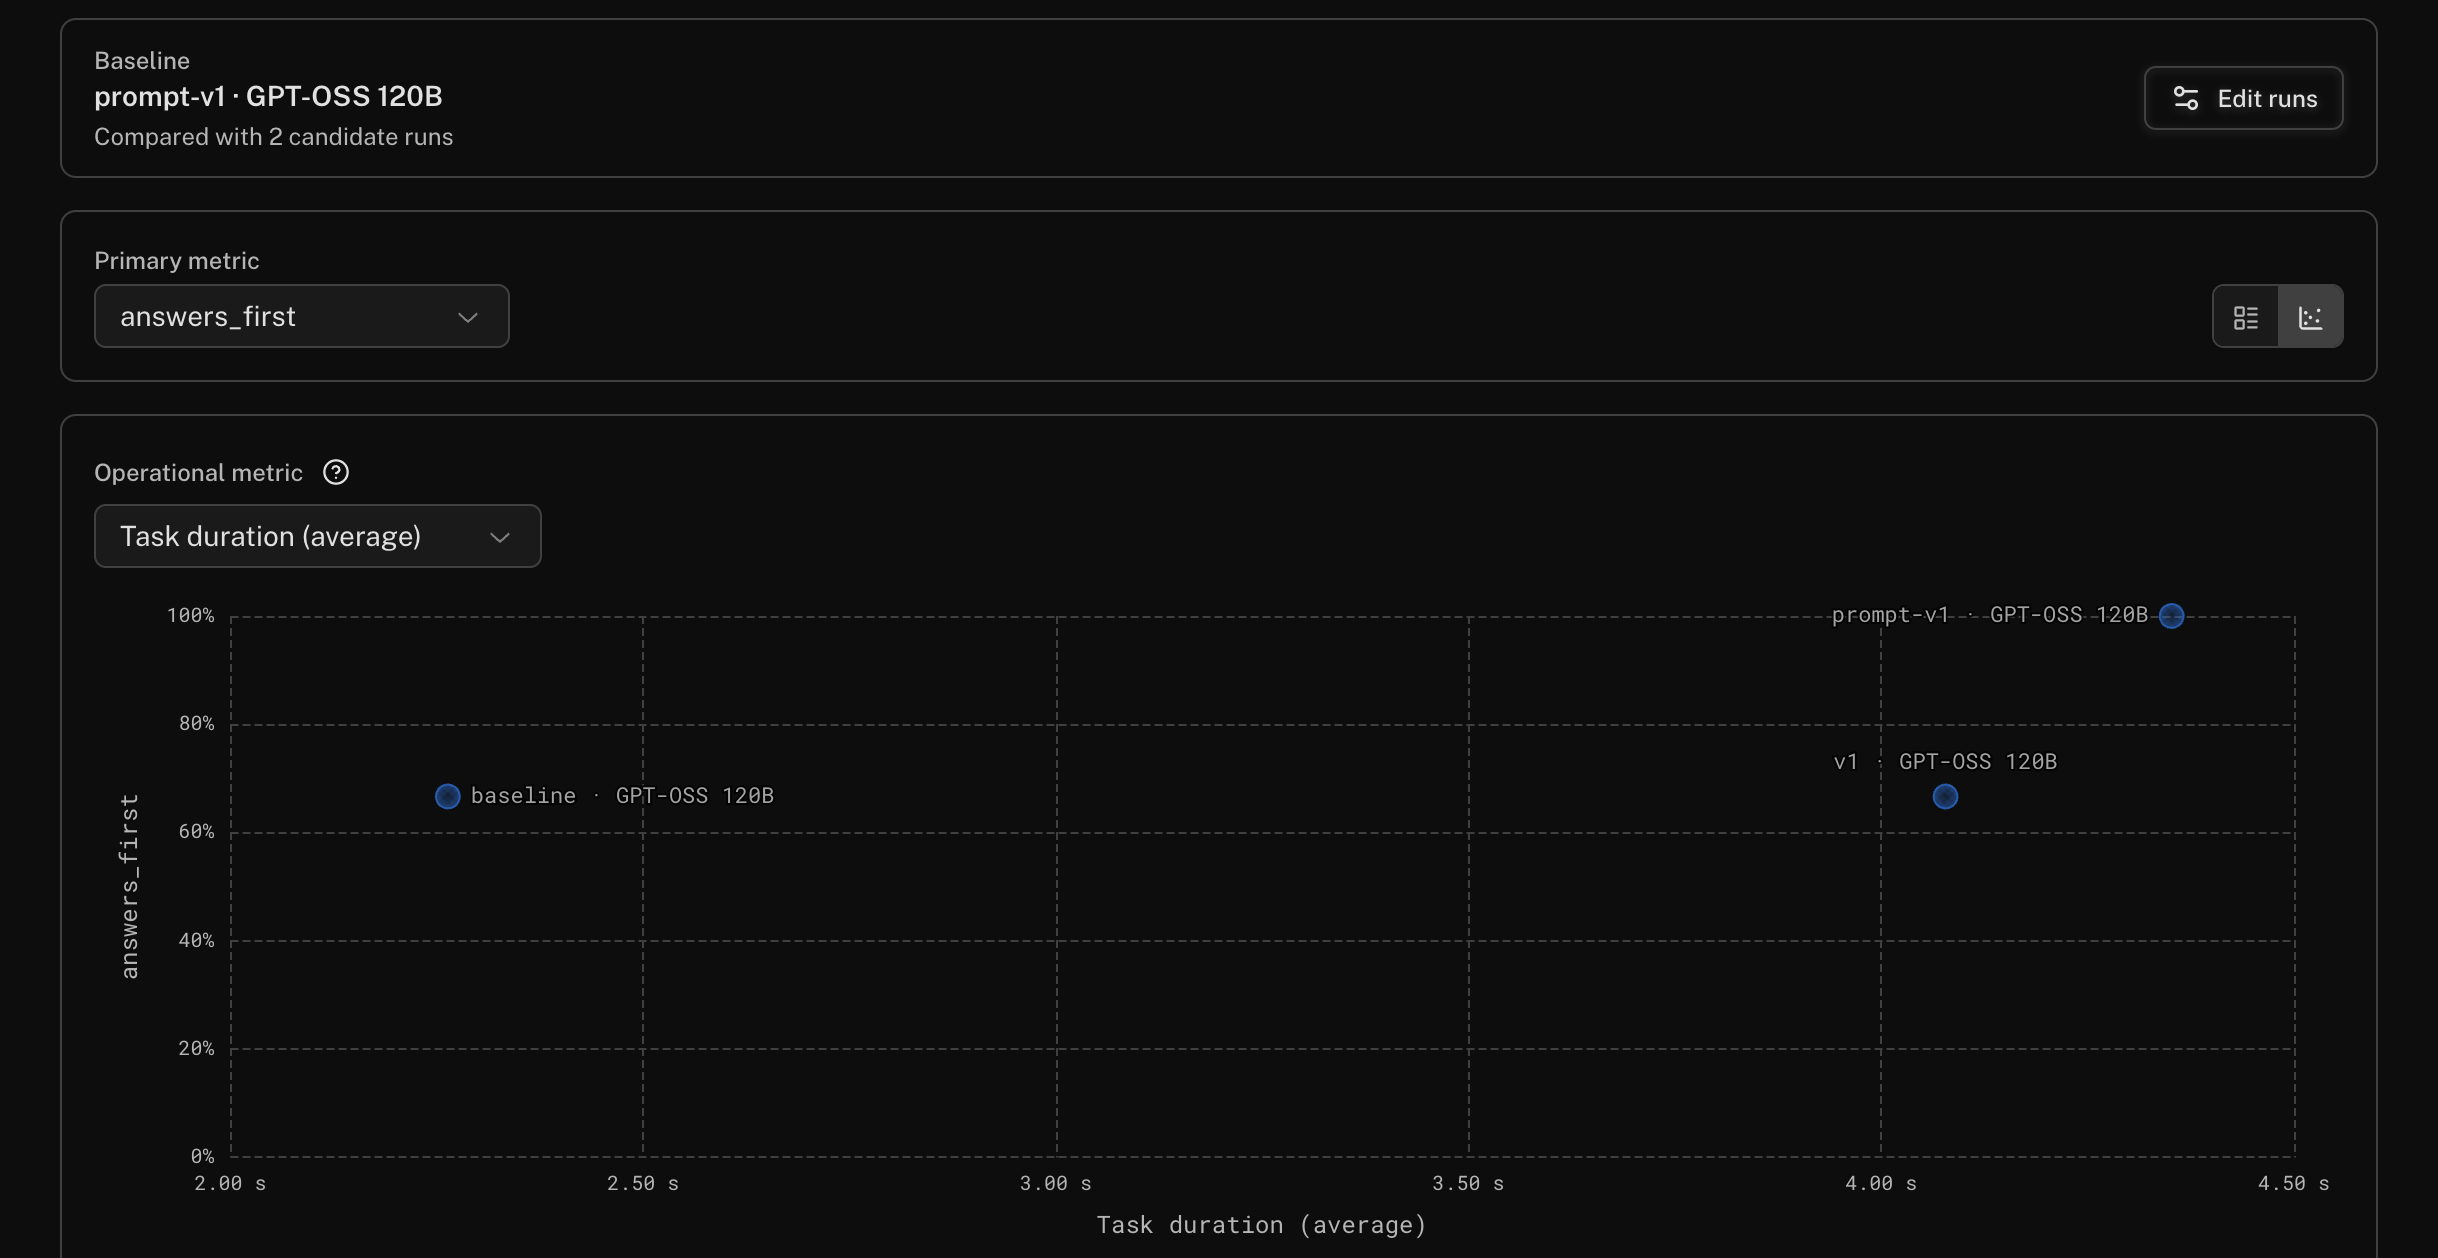 Baseline
prompt-v1 · GPT-OSS 120B
Compared with 2 candidate runs
Edit runs
Primary metric
answers_first
Operational metric
Task duration (average)
100%
prompt-v1 · GPT-OSS 120B
80%
v1 · GPT-OSS 120B
baseline · GPT-OSS 120B
60%
answers_first
40%
20%
0%
2.00 s 2.50 s 3.00 s 3.50 s 4.00 s 4.50 s
Task duration (average)